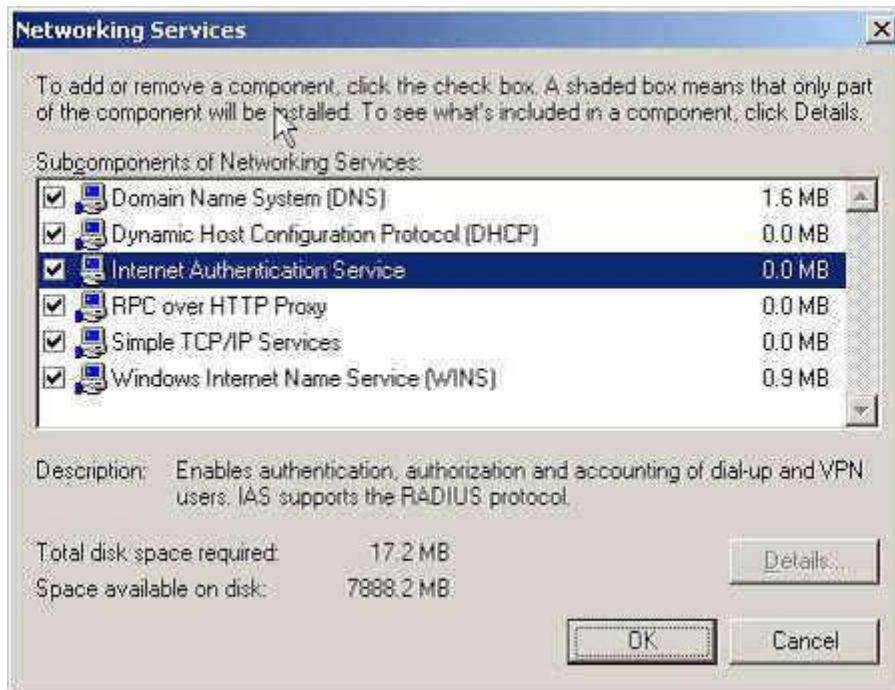 Networking Services
To add or remove a component, click the check box. A shaded box means that only part
of the component will be installed. To see what's included in a component, click Details.
Subcomponents of Networking Services:
Domain Name System (DNS) 1.6 MB
Dynamic Host Configuration Protocol (DHCP) 0.0 MB
Internet Authentication Service 0.0 MB
RPC over HTTP Proxy 0.0 MB
Simple TCP/IP Services 0.0 MB
Windows Internet Name Service (WINS) 0.9 MB
Description: Enables authentication, authorization and accounting of dial-up and VPN
users. IAS supports the RADIUS protocol.
Total disk space required: 17.2 MB
Space available on disk: 7888.2 MB
Details...
OK Cancel